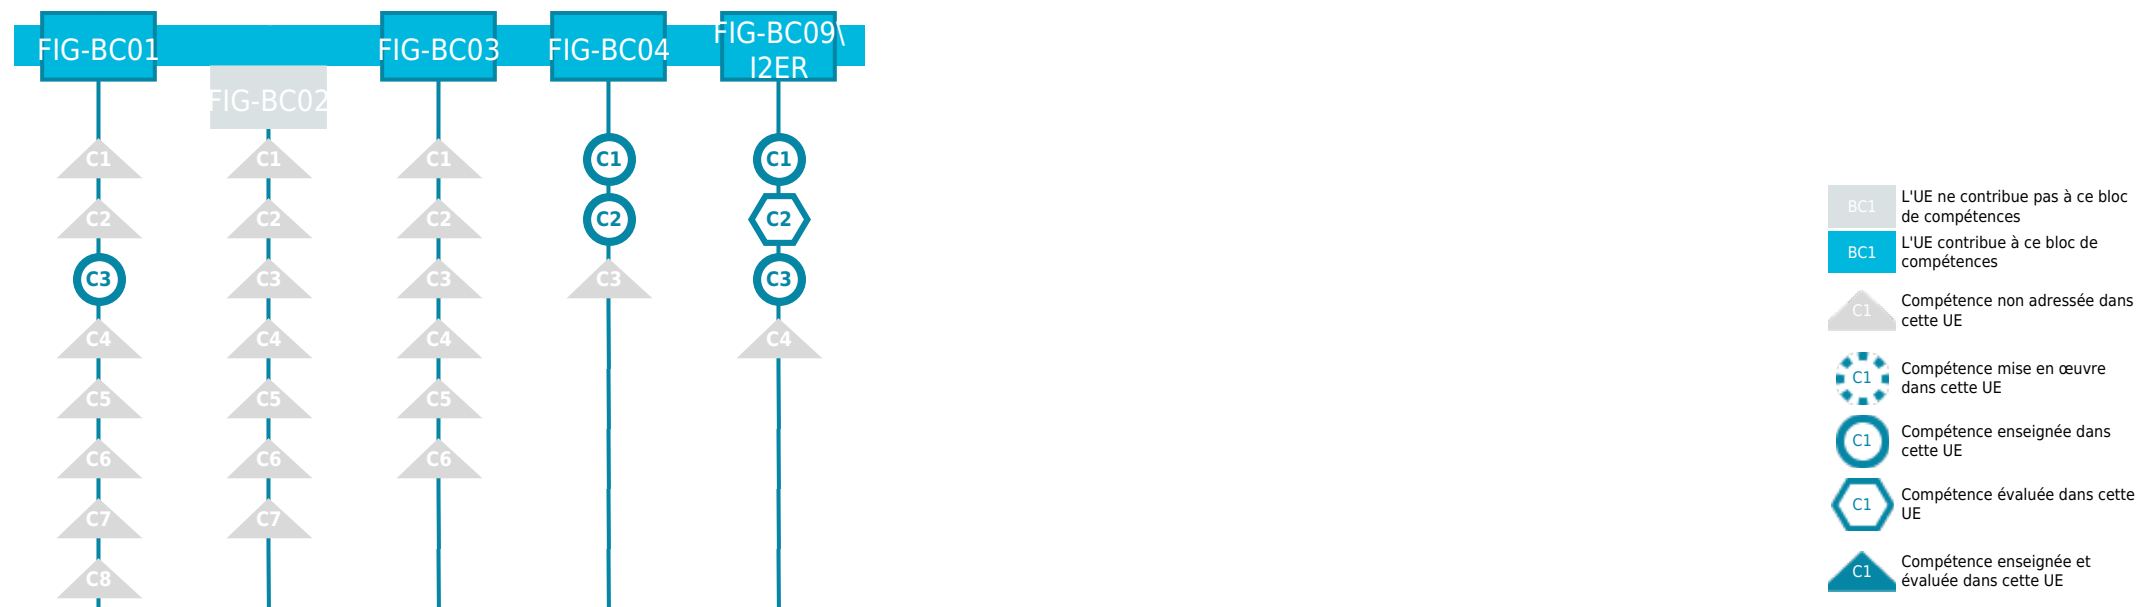 FIG-BC01
FIG-BC02
FIG-BC03
FIG-BC04
FIG-BC09\
I2ER
C1
C2
C3
C4
C5
C6
C7
C8
C1
C2
C3
C4
C5
C6
C7
C1
C2
C3
C4
C5
C6
C1
C2
C3
C1
C2
C3
C4
BC1
L'UE ne contribue pas à ce bloc
de compétences
BC1
L'UE contribue à ce bloc de
compétences
C1
Compétence non adressée dans
cette UE
C1
Compétence mise en œuvre
dans cette UE
C1
Compétence enseignée dans
cette UE
C1
Compétence évaluée dans cette
UE
C1
Compétence enseignée et
évaluée dans cette UE